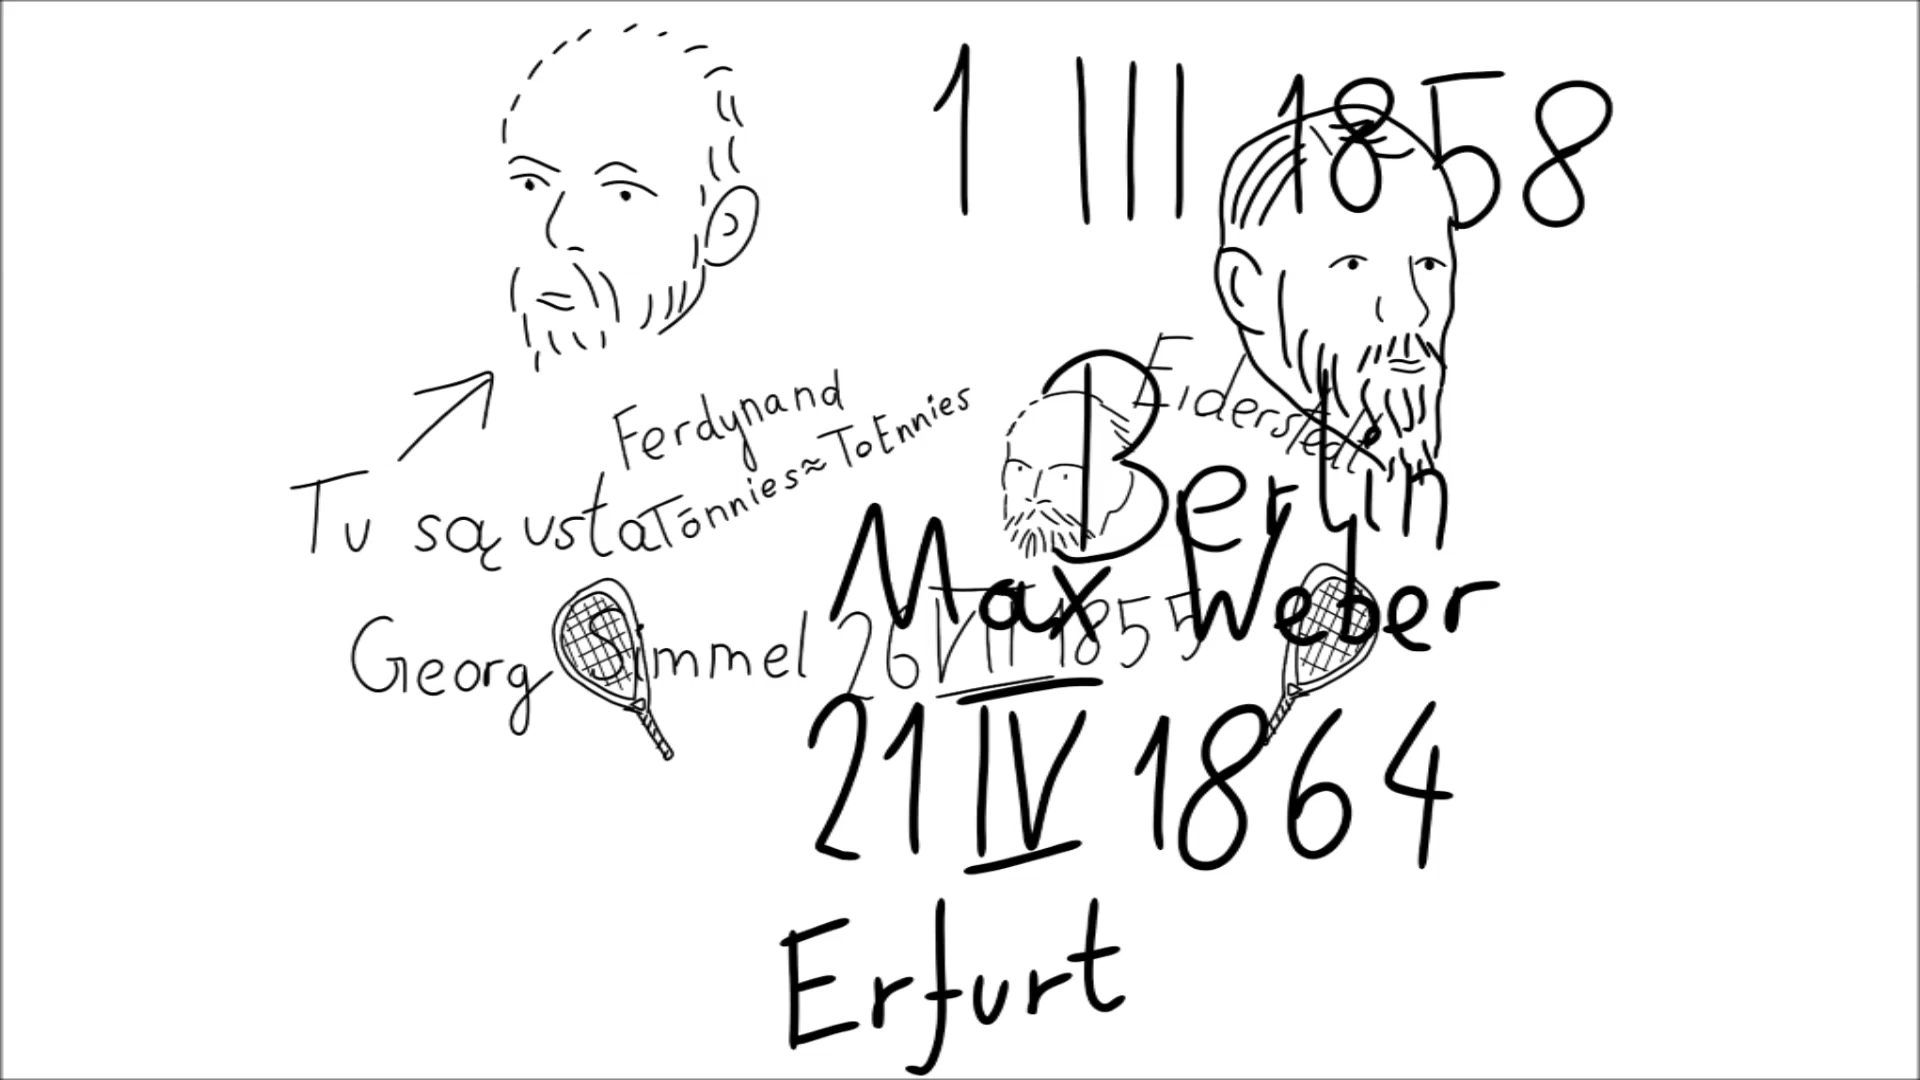 1 III 1858
Eiderstedt
Berlin
Ferdynand
Tönnies≈ToEnnies
Tu są usta
Max Weber
Georg Simmel
26 VII 1855
21 IV 1864
Erfurt